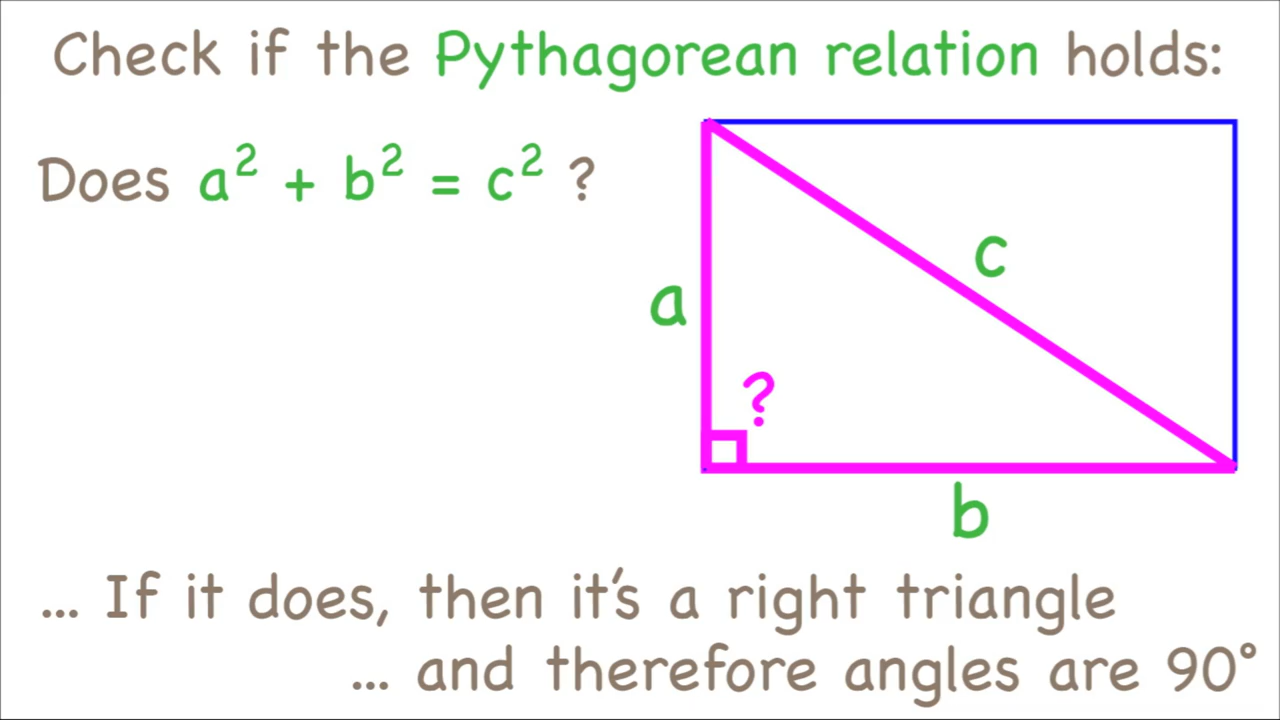 Check if the Pythagorean relation holds:
Does a² + b² = c² ?
c
a
?
b
... If it does, then it's a right triangle
... and therefore angles are 90°